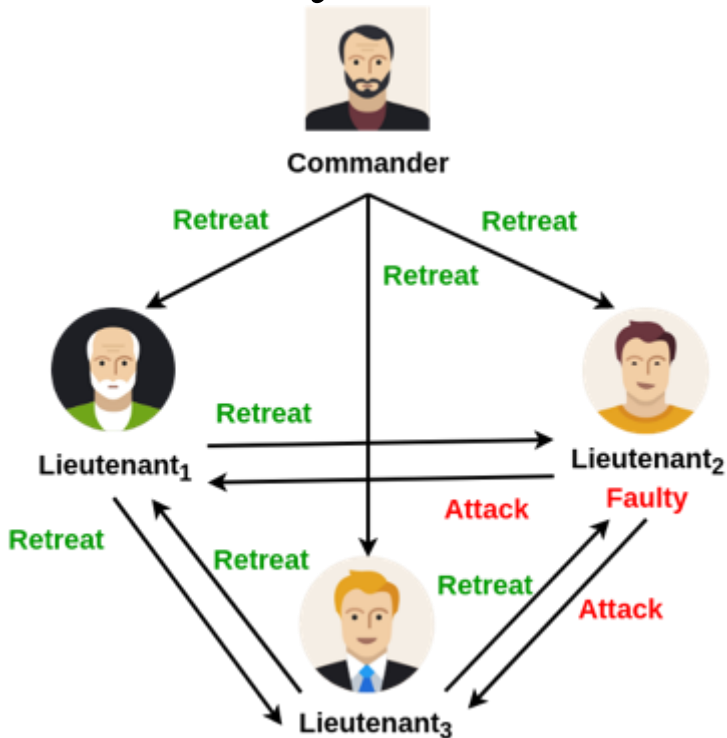 Commander
Retreat
Retreat
Retreat
Retreat
Lieutenant₁
Lieutenant₂
Attack
Faulty
Retreat
Retreat
Retreat
Attack
Lieutenant₃